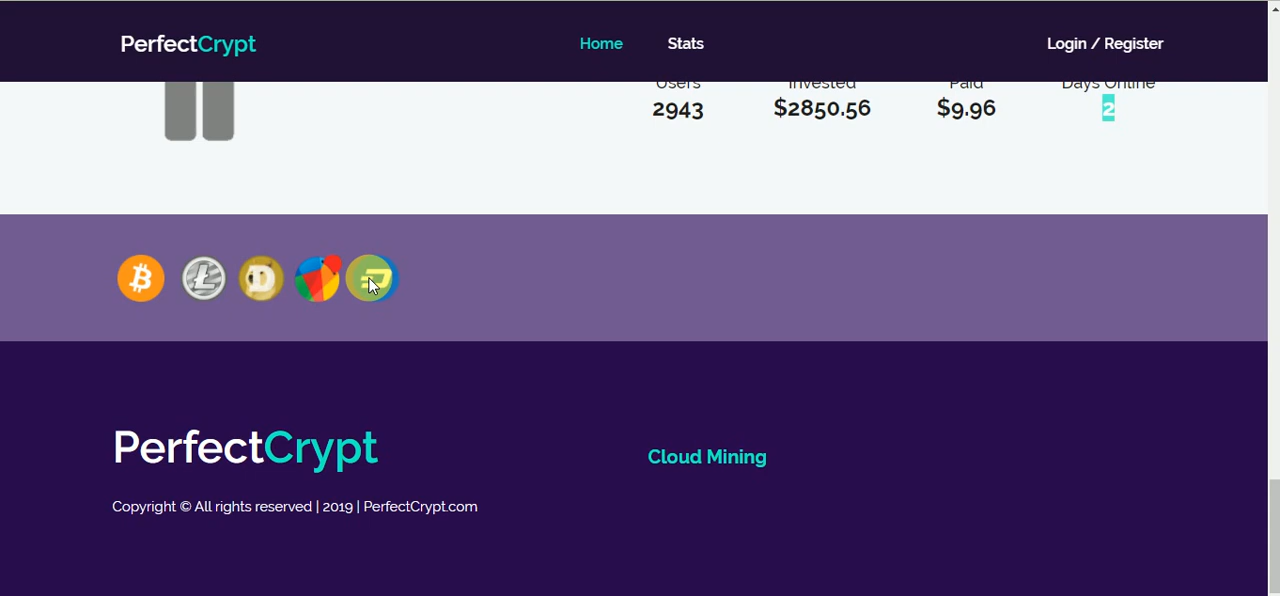 PerfectCrypt Home Stats Login / Register
Users Invested Paid Days Online
2943 $2850.56 $9.96 2
PerfectCrypt
Cloud Mining
Copyright © All rights reserved | 2019 | PerfectCrypt.com